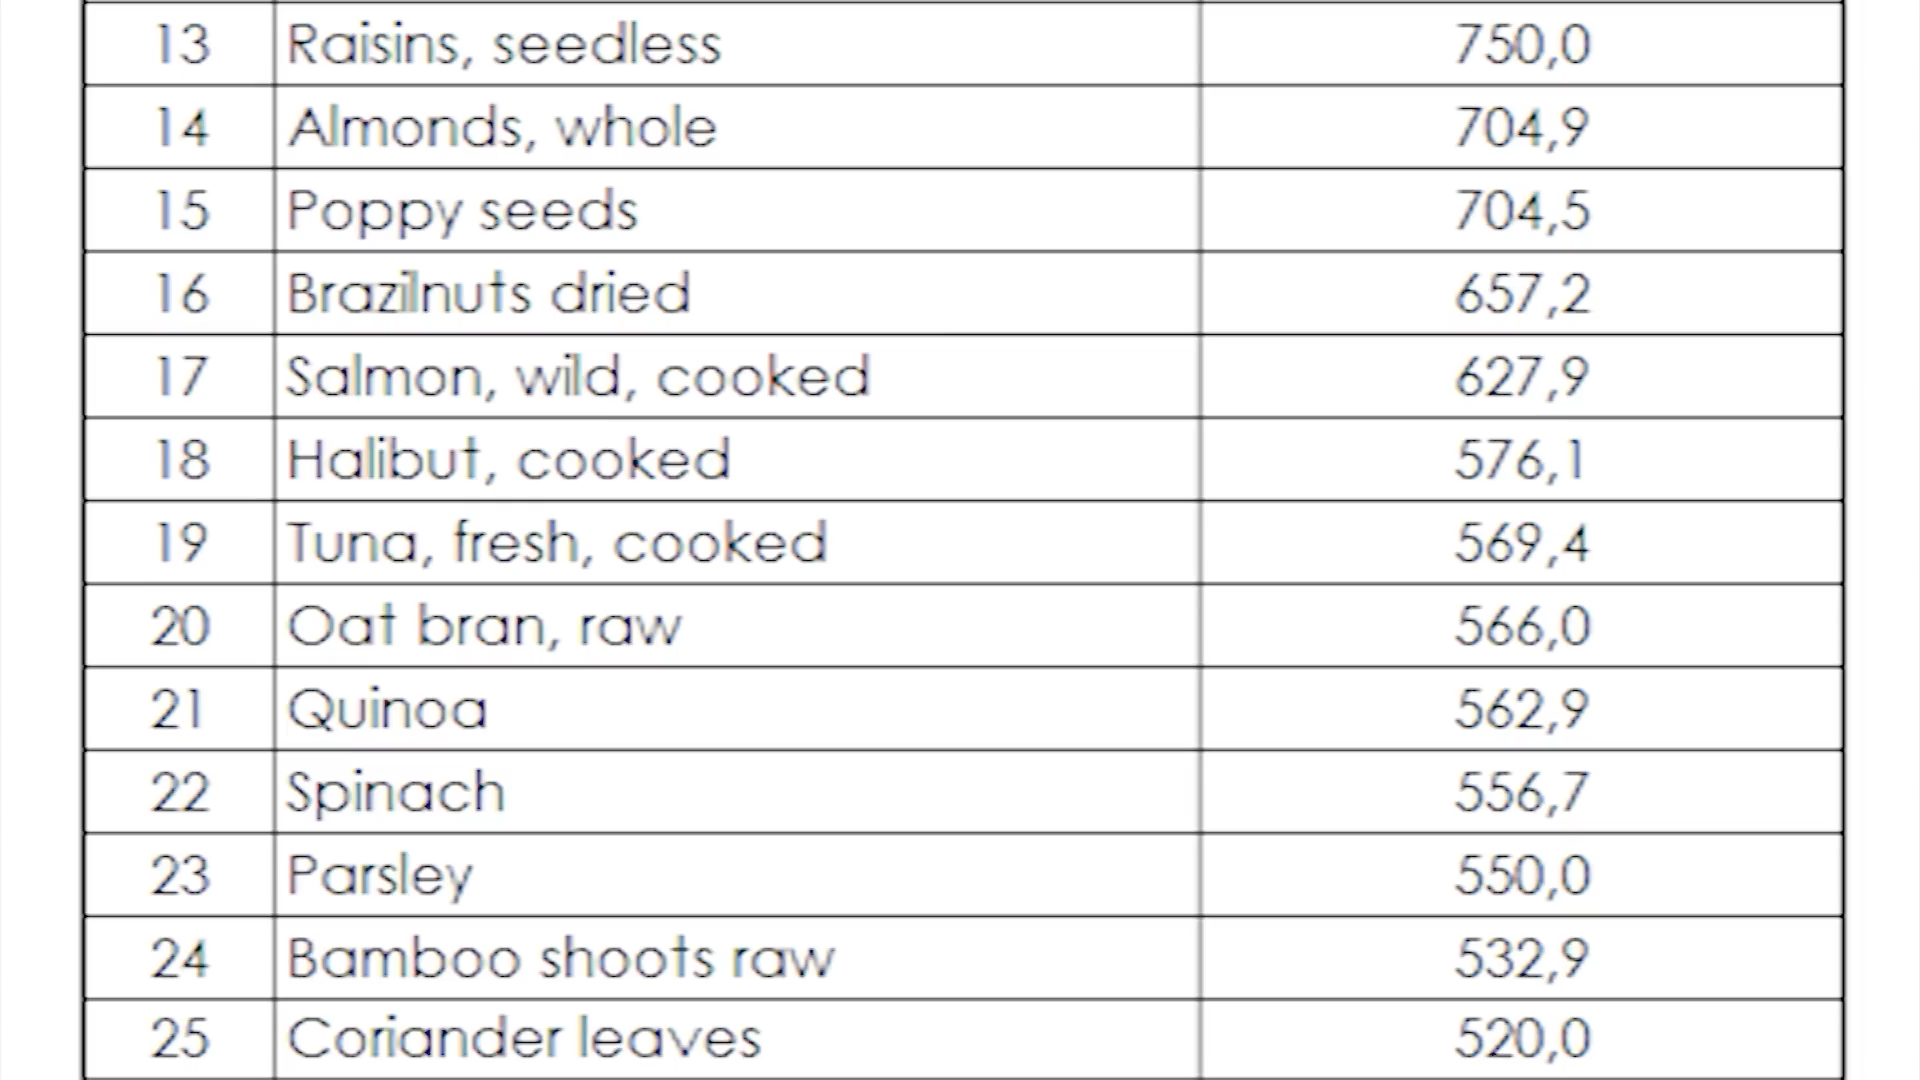 13 Raisins, seedless 750,0
14 Almonds, whole 704,9
15 Poppy seeds 704,5
16 Brazilnuts dried 657,2
17 Salmon, wild, cooked 627,9
18 Halibut, cooked 576,1
19 Tuna, fresh, cooked 569,4
20 Oat bran, raw 566,0
21 Quinoa 562,9
22 Spinach 556,7
23 Parsley 550,0
24 Bamboo shoots raw 532,9
25 Coriander leaves 520,0